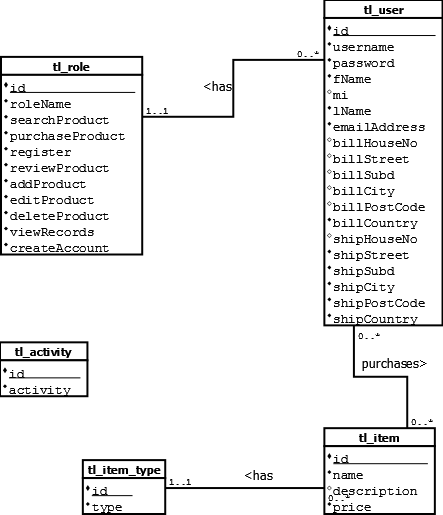 tl_user
id
username
password
fName
mi
lName
emailAddress
billHouseNo
billStreet
billSubd
billCity
billPostCode
billCountry
shipHouseNo
shipStreet
shipSubd
shipCity
shipPostCode
shipCountry
0..*
<has
1..1
tl_role
id
roleName
searchProduct
purchaseProduct
register
reviewProduct
addProduct
editProduct
deleteProduct
viewRecords
createAccount
tl_activity
id
activity
0..*
purchases>
0..*
tl_item
id
name
description
0..*
price
<has
1..1
tl_item_type
id
type